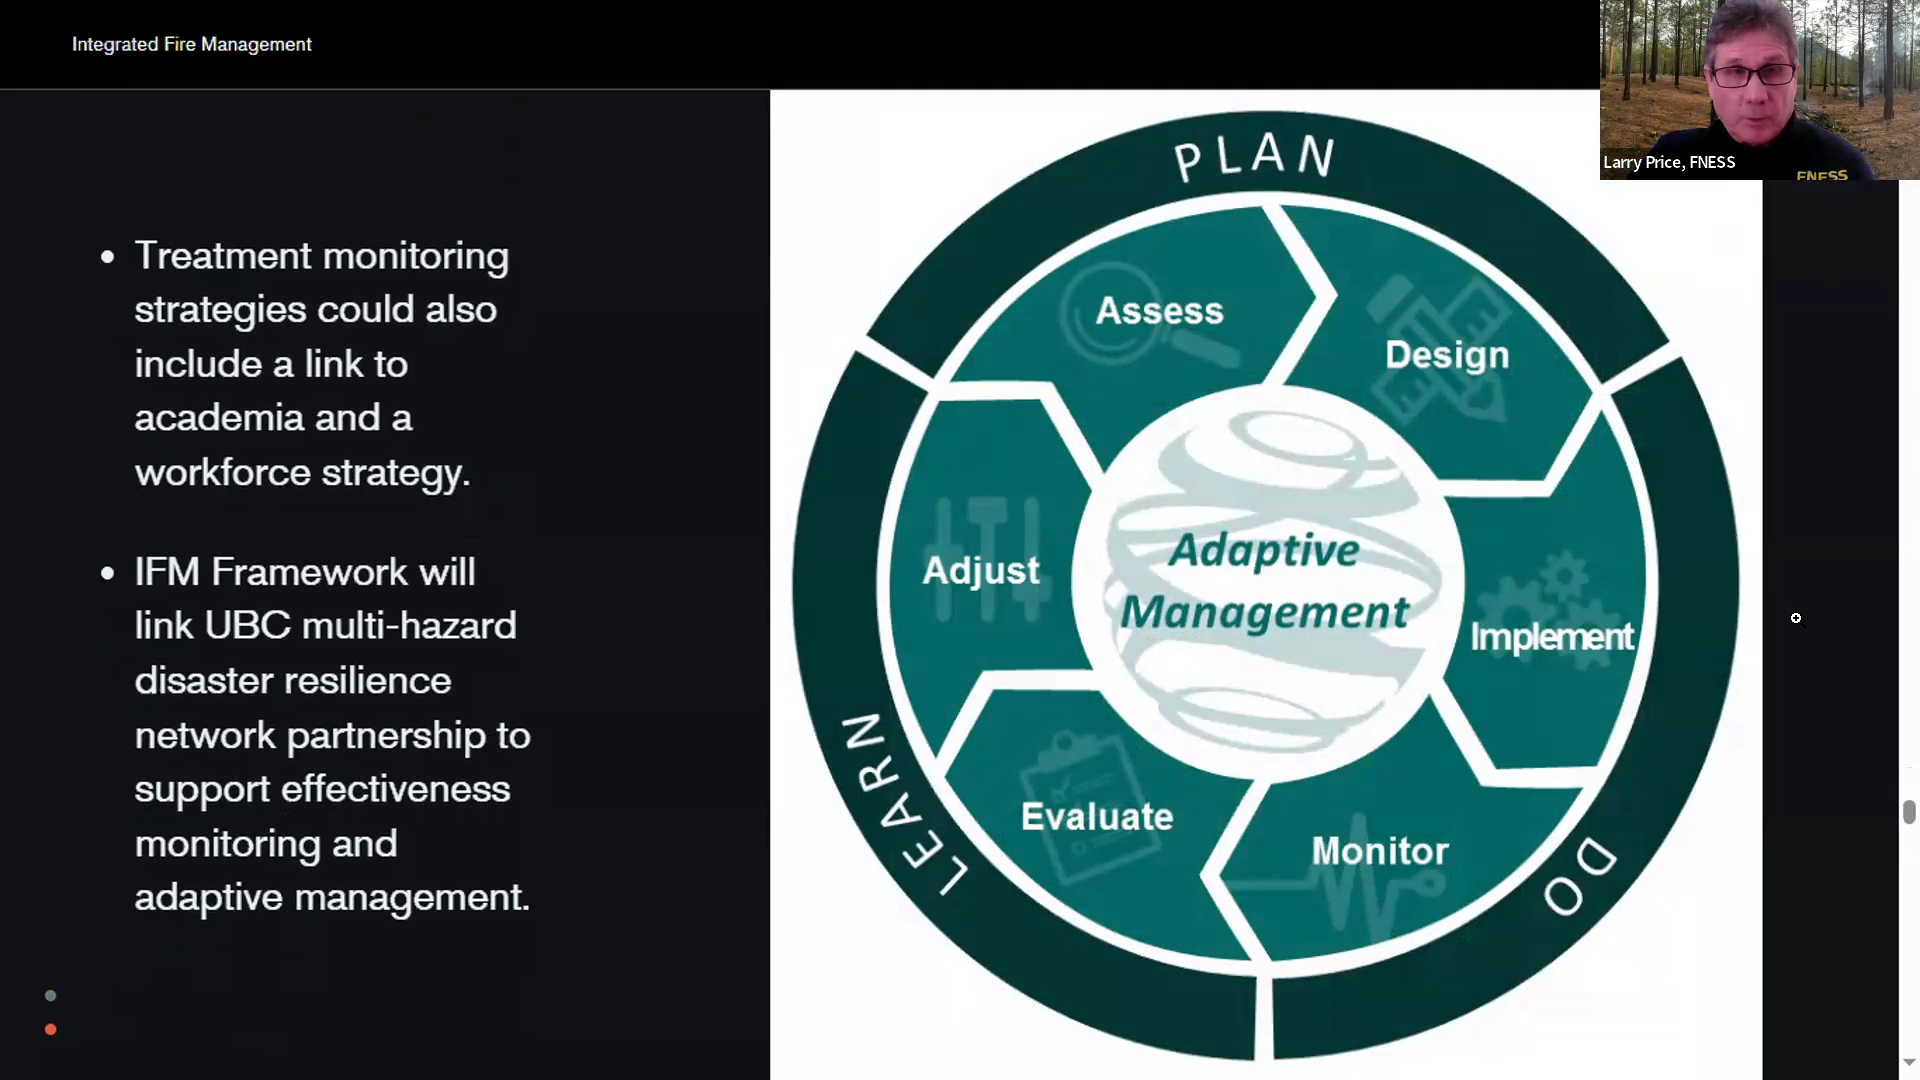 Integrated Fire Management
Larry Price, FNESS
FNESS
• Treatment monitoring
strategies could also
include a link to
academia and a
workforce strategy.
• IFM Framework will
link UBC multi-hazard
disaster resilience
network partnership to
support effectiveness
monitoring and
adaptive management.
PLAN
Assess
Design
Adjust
Adaptive
Management
Implement
Evaluate
Monitor
LEARN
DO